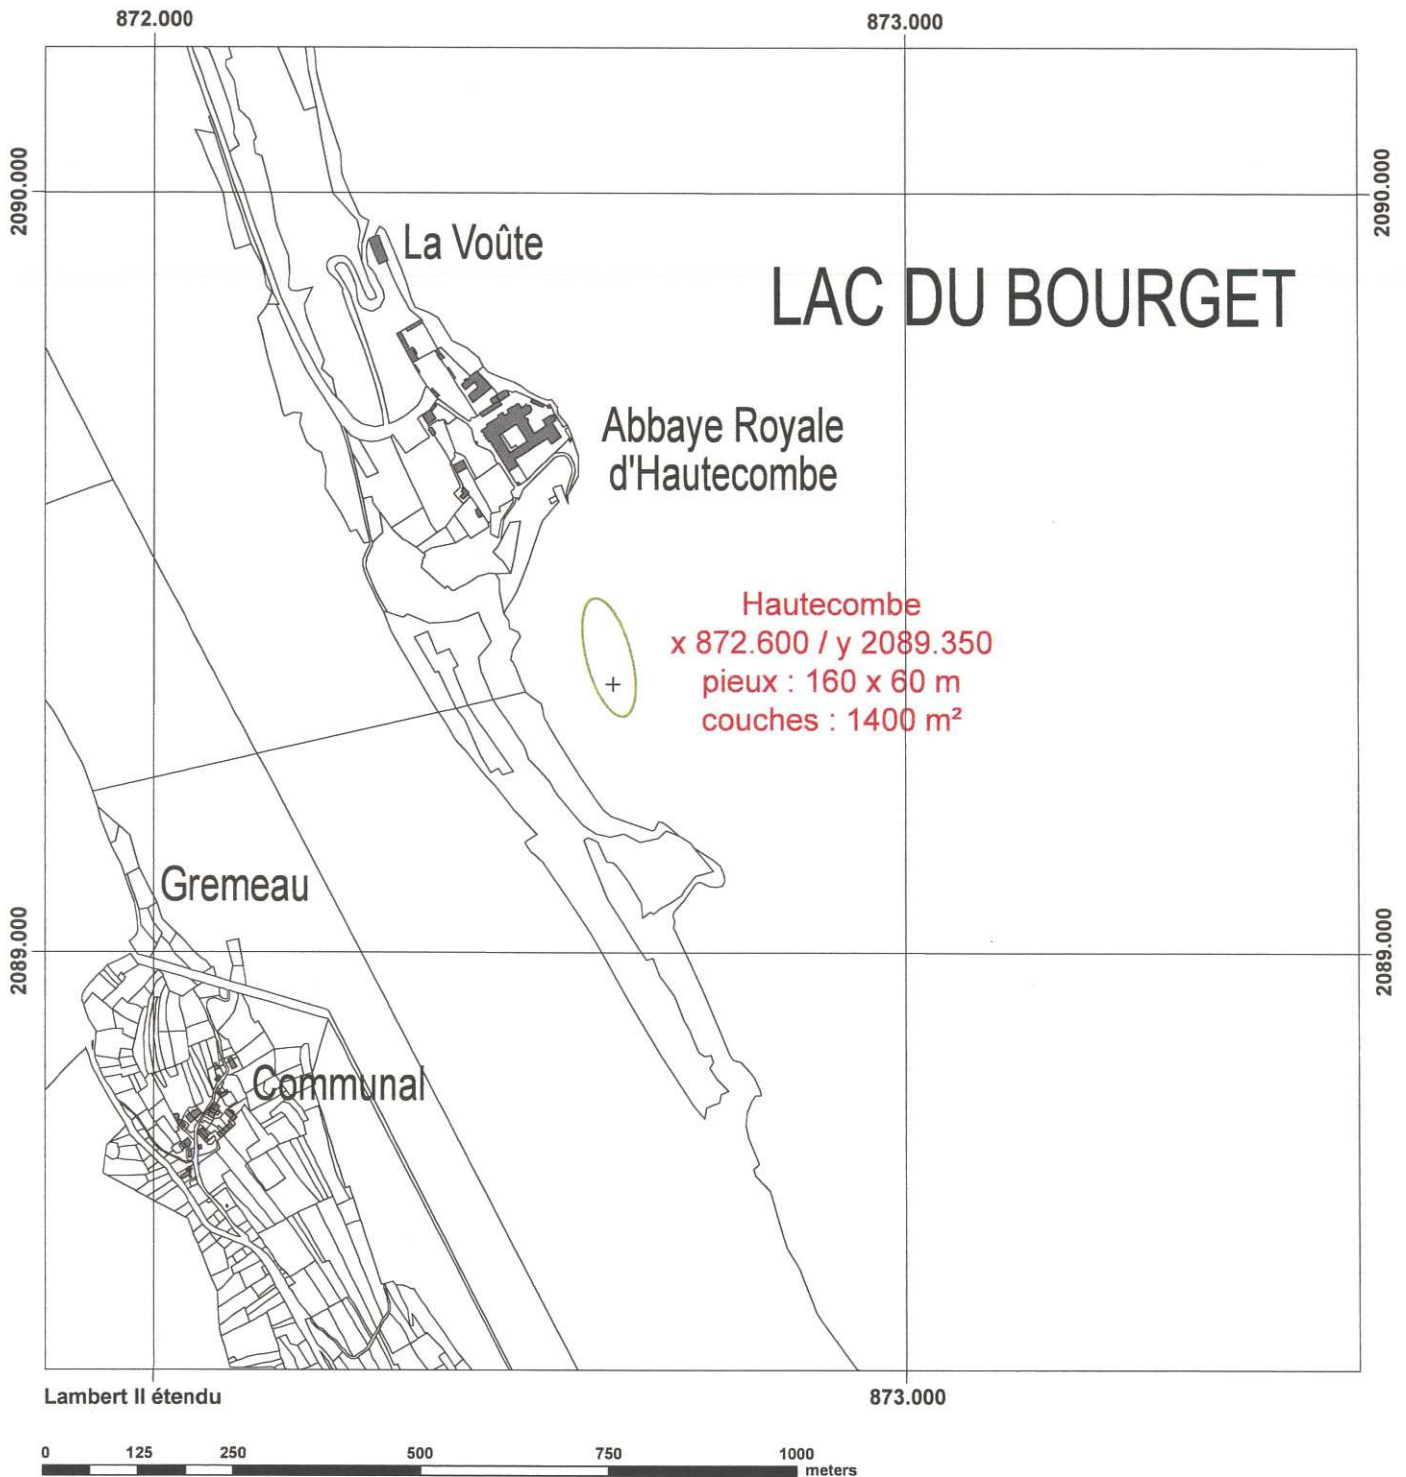 872.000
873.000
2090.000
2090.000
La Voûte
LAC DU BOURGET
Abbaye Royale
d'Hautecombe
Hautecombe
x 872.600 / y 2089.350
pieux : 160 x 60 m
couches : 1400 m²
Gremeau
2089.000
2089.000
Communal
Lambert II étendu
873.000
0 125 250 500 750 1000
meters